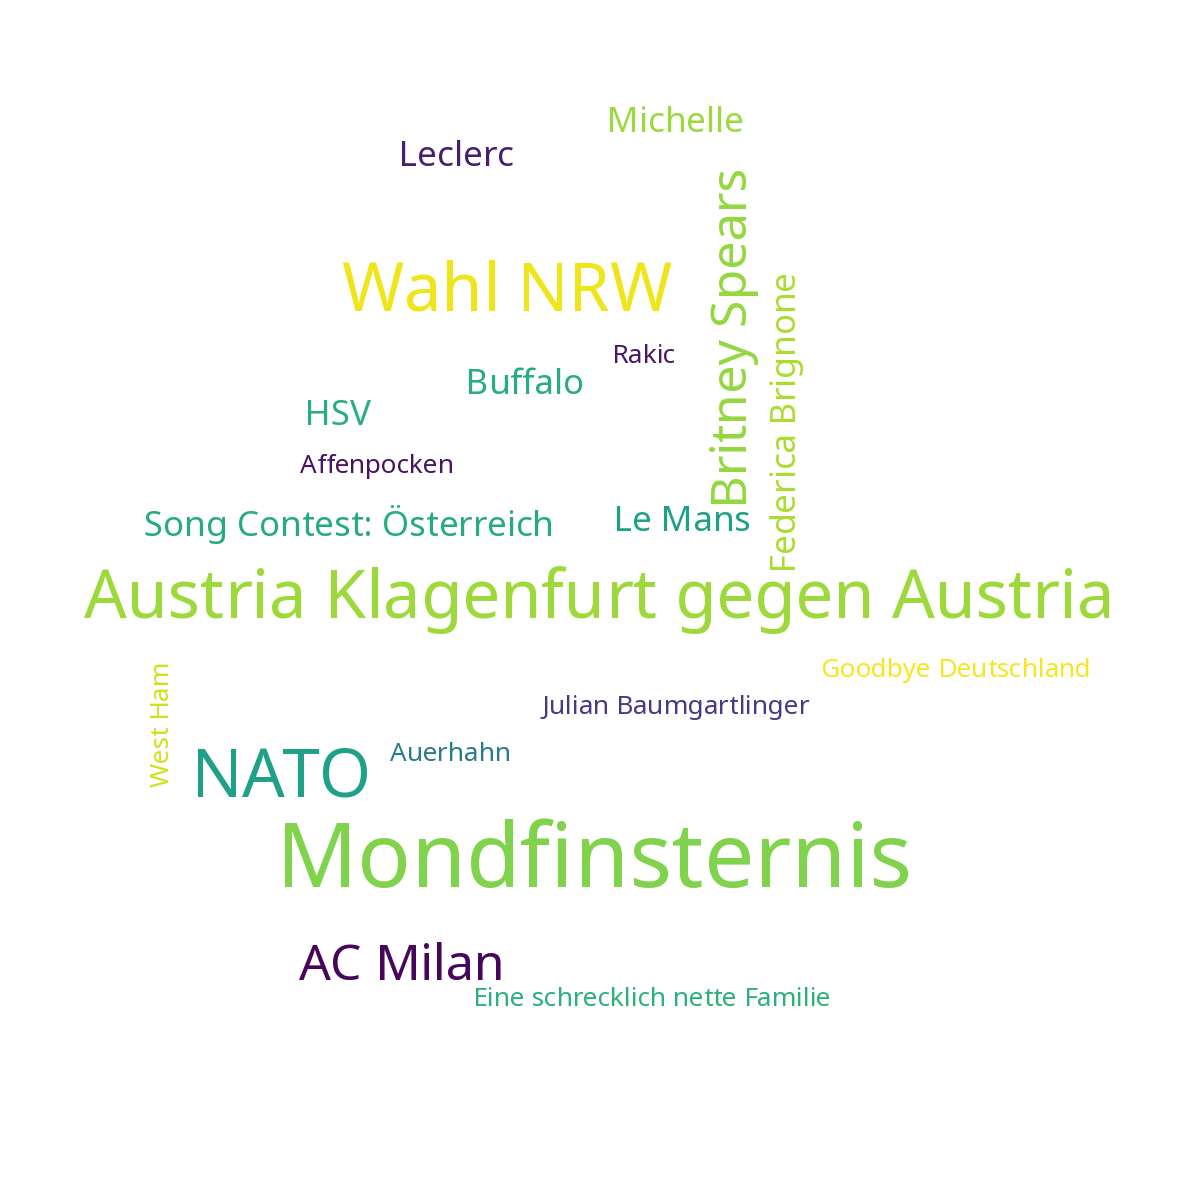 Michelle
Leclerc
Britney Spears
Wahl NRW
Federica Brignone
Rakic
Buffalo
HSV
Affenpocken
Song Contest: Österreich
Le Mans
Austria Klagenfurt gegen Austria
West Ham
Goodbye Deutschland
Julian Baumgartlinger
Auerhahn
NATO
Mondfinsternis
AC Milan
Eine schrecklich nette Familie